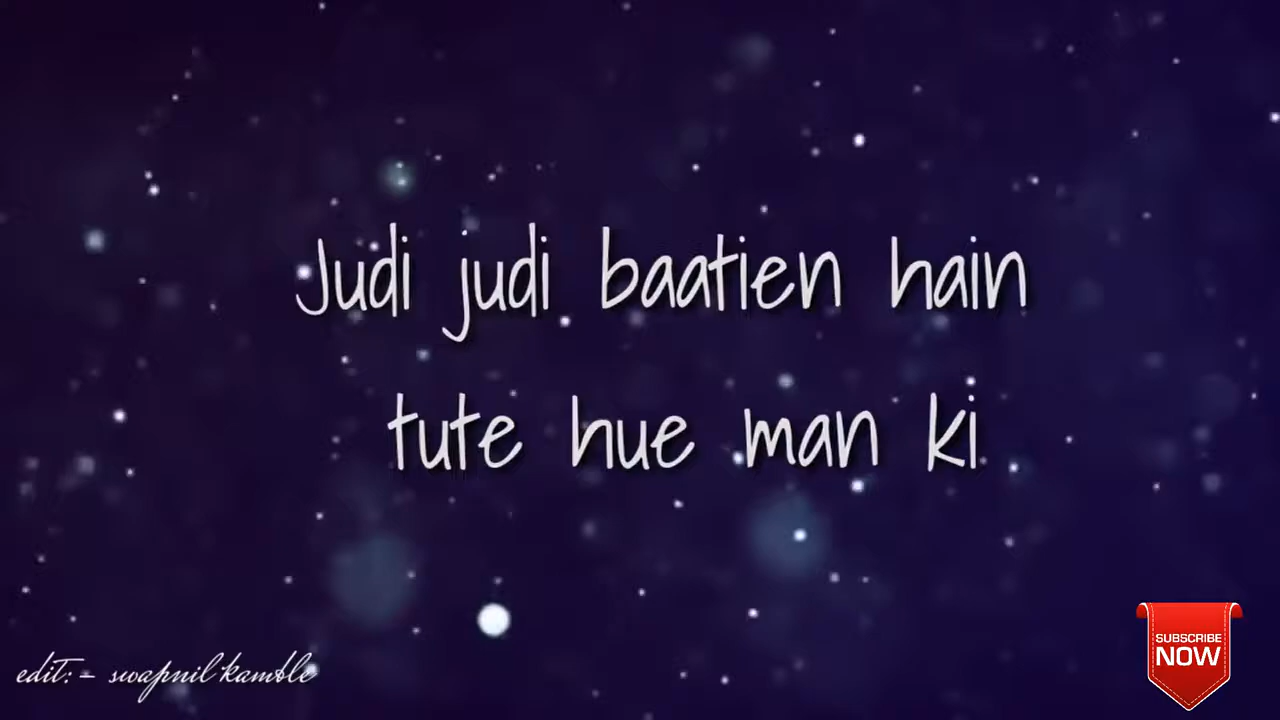 Judi judi baatien hain
tute hue man ki
edit: - swapnil kamble
SUBSCRIBE
NOW